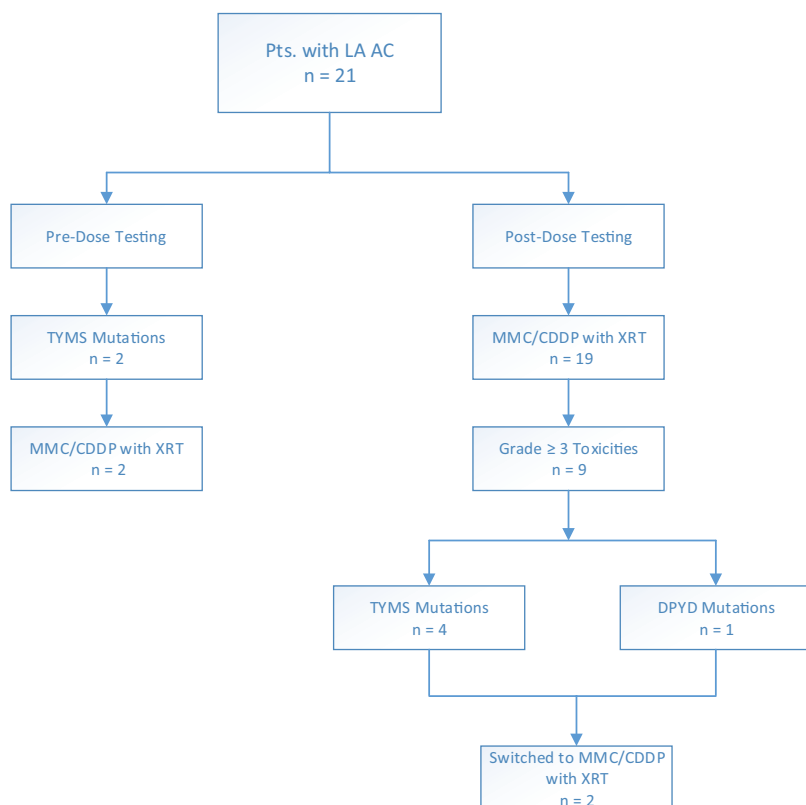 Pts. with LA AC
n = 21
Pre-Dose Testing
Post-Dose Testing
TYMS Mutations
n = 2
MMC/CDDP with XRT
n = 19
MMC/CDDP with XRT
n = 2
Grade ≥ 3 Toxicities
n = 9
TYMS Mutations
n = 4
DPYD Mutations
n = 1
Switched to MMC/CDDP
with XRT
n = 2